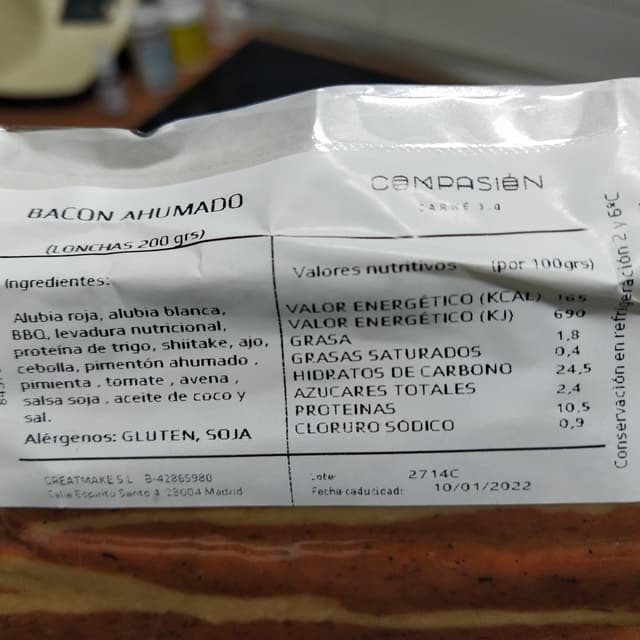 BACON AHUMADO
(LONCHAS 200 grs)
Ingredientes:
Alubia roja, alubia blanca,
BBQ, levadura nutricional,
proteína de trigo, shiitake, ajo,
cebolla, pimentón ahumado ,
pimienta , tomate , avena ,
salsa soja , aceite de coco y
sal.
Alérgenos: GLUTEN, SOJA
GREATMAKE S.L B-42865980
Calle Espíritu Santo 4 28004 Madrid
COMPASIÓN
CARNE 3.0
Valores nutritivos (por 100grs)
VALOR ENERGÉTICO (KCAL) 165
VALOR ENERGÉTICO (KJ) 690
GRASA 1,8
GRASAS SATURADOS 0,4
HIDRATOS DE CARBONO 24,5
AZUCARES TOTALES 2,4
PROTEINAS 10,5
CLORURO SÓDICO 0,9
Lote: 2714C
Fecha caducidad: 10/01/2022
Conservación en refrigeración 2 y 6ºC